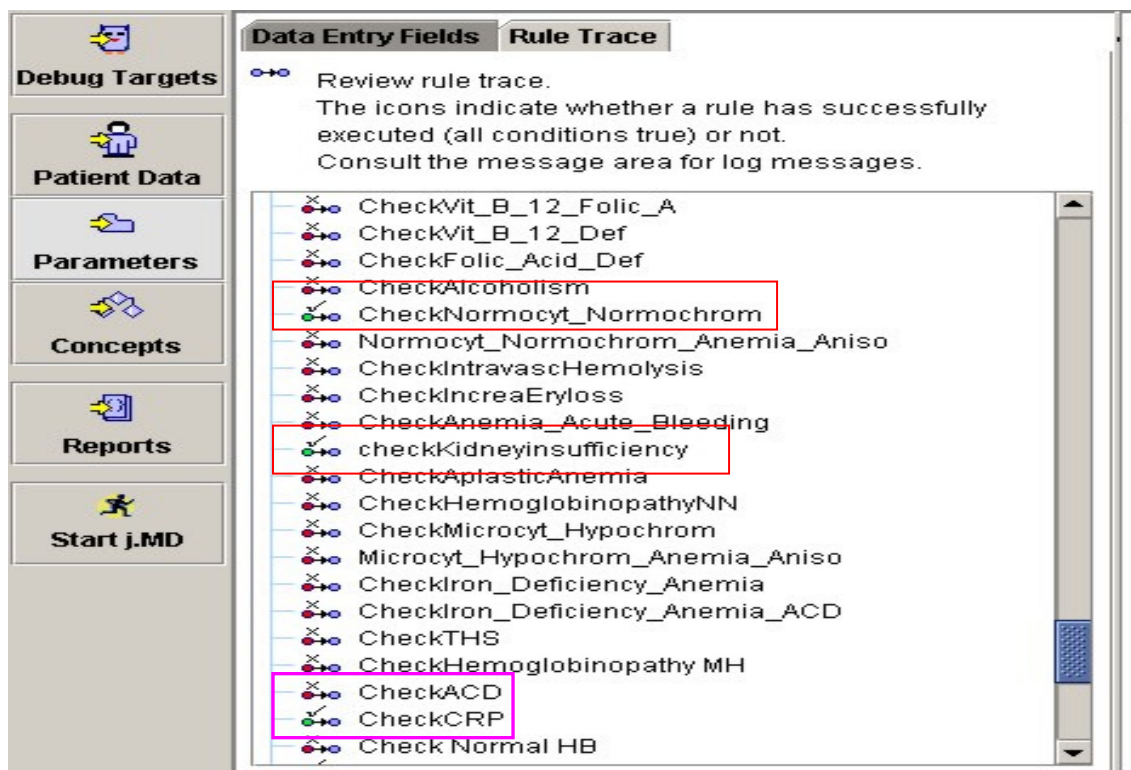 Debug Targets
Patient Data
Parameters
Concepts
Reports
Start j.MD
Data Entry Fields
Rule Trace
Review rule trace.
The icons indicate whether a rule has successfully
executed (all conditions true) or not.
Consult the message area for log messages.
CheckVit_B_12_Folic_A
CheckVit_B_12_Def
CheckFolic_Acid_Def
CheckAlcoholism
CheckNormocyt_Normochrom
Normocyt_Normochrom_Anemia_Aniso
CheckIntravascHemolysis
CheckIncreaEryloss
CheckAnemia_Acute_Bleeding
checkKidneyinsufficiency
CheckAplasticAnemia
CheckHemoglobinopathyNN
CheckMicrocyt_Hypochrom
Microcyt_Hypochrom_Anemia_Aniso
CheckIron_Deficiency_Anemia
CheckIron_Deficiency_Anemia_ACD
CheckTHS
CheckHemoglobinopathy MH
CheckACD
CheckCRP
Check Normal HB